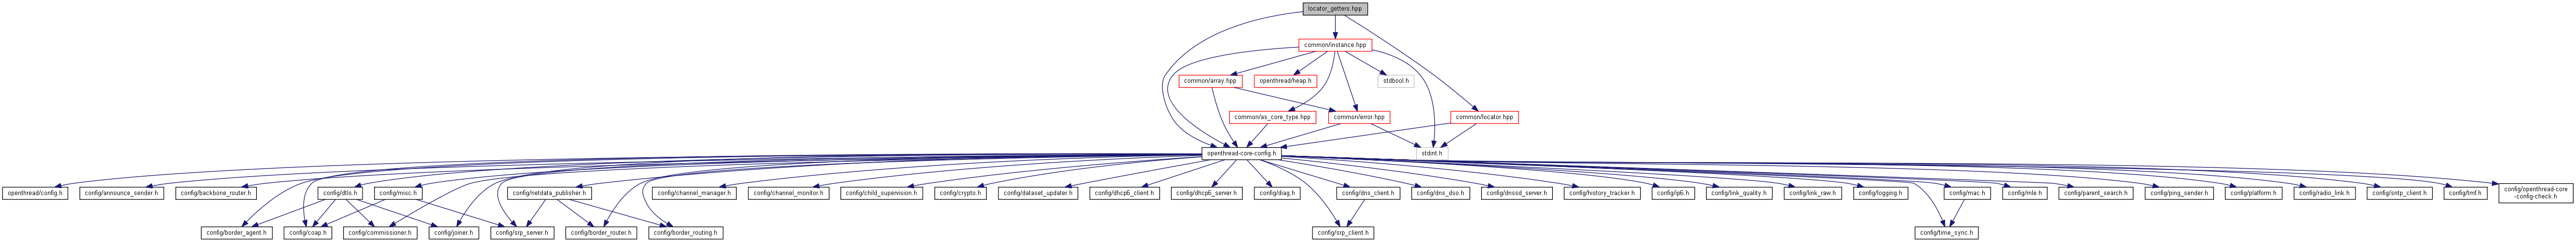 locator_getters.hpp
common/instance.hpp
common/array.hpp
openthread/heap.h
stdbool.h
common/as_core_type.hpp
common/error.hpp
common/locator.hpp
openthread-core-config.h
stdint.h
openthread/config.h
config/announce_sender.h
config/backbone_router.h
config/dtls.h
config/misc.h
config/netdata_publisher.h
config/channel_manager.h
config/channel_monitor.h
config/child_supervision.h
config/crypto.h
config/dataset_updater.h
config/dhcp6_client.h
config/dhcp6_server.h
config/diag.h
config/dns_client.h
config/dns_dso.h
config/dnssd_server.h
config/history_tracker.h
config/ip6.h
config/link_quality.h
config/link_raw.h
config/logging.h
config/mac.h
config/mle.h
config/parent_search.h
config/ping_sender.h
config/platform.h
config/radio_link.h
config/sntp_client.h
config/tmf.h
config/openthread-core
-config-check.h
config/border_agent.h
config/coap.h
config/commissioner.h
config/joiner.h
config/srp_server.h
config/border_router.h
config/border_routing.h
config/srp_client.h
config/time_sync.h